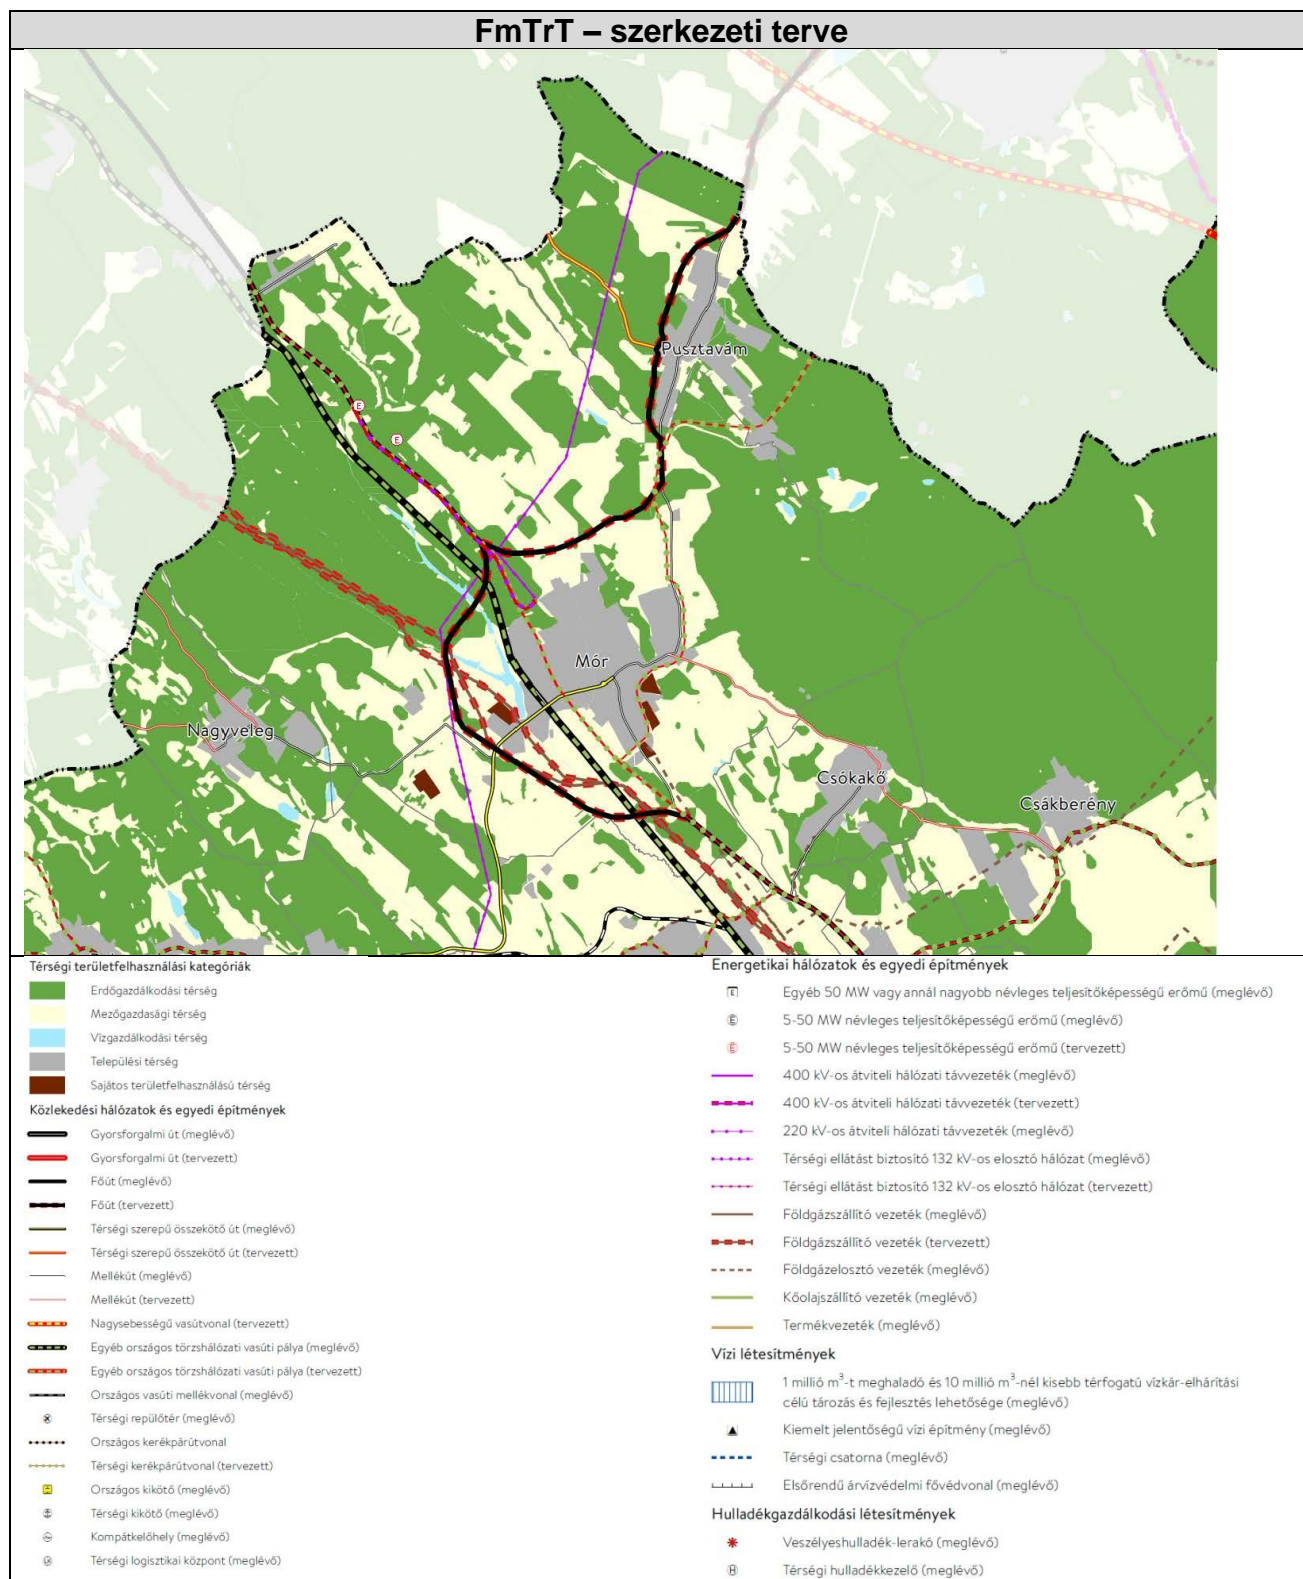 FmTrT – szerkezeti terve
Pusztavám
Mór
Nagyveleg
Csókakő
Csákberény
E
E
Térségi területfelhasználási kategóriák
Erdőgazdálkodási térség
Mezőgazdasági térség
Vízgazdálkodási térség
Települési térség
Sajátos területfelhasználású térség
Közlekedési hálózatok és egyedi építmények
Gyorsforgalmi út (meglévő)
Gyorsforgalmi út (tervezett)
Főút (meglévő)
Főút (tervezett)
Térségi szerepű összekötő út (meglévő)
Térségi szerepű összekötő út (tervezett)
Mellékút (meglévő)
Mellékút (tervezett)
Nagysebességű vasútvonal (tervezett)
Egyéb országos törzshálózati vasúti pálya (meglévő)
Egyéb országos törzshálózati vasúti pálya (tervezett)
Országos vasúti mellékvonal (meglévő)
Térségi repülőtér (meglévő)
Országos kerékpárútvonal
Térségi kerékpárútvonal (tervezett)
Országos kikötő (meglévő)
Térségi kikötő (meglévő)
Kompátkelőhely (meglévő)
Térségi logisztikai központ (meglévő)
Energetikai hálózatok és egyedi építmények
E Egyéb 50 MW vagy annál nagyobb névleges teljesítőképességű erőmű (meglévő)
E 5-50 MW névleges teljesítőképességű erőmű (meglévő)
E 5-50 MW névleges teljesítőképességű erőmű (tervezett)
400 kV-os átviteli hálózati távvezeték (meglévő)
400 kV-os átviteli hálózati távvezeték (tervezett)
220 kV-os átviteli hálózati távvezeték (meglévő)
Térségi ellátást biztosító 132 kV-os elosztó hálózat (meglévő)
Térségi ellátást biztosító 132 kV-os elosztó hálózat (tervezett)
Földgázszállító vezeték (meglévő)
Földgázszállító vezeték (tervezett)
Földgázelosztó vezeték (meglévő)
Kőolajszállító vezeték (meglévő)
Termékvezeték (meglévő)
Vízi létesítmények
1 millió m³-t meghaladó és 10 millió m³-nél kisebb térfogatú vízkár-elhárítási
célú tározás és fejlesztés lehetősége (meglévő)
Kiemelt jelentőségű vízi építmény (meglévő)
Térségi csatorna (meglévő)
Elsőrendű árvízvédelmi fővédvonal (meglévő)
Hulladékgazdálkodási létesítmények
Veszélyeshulladék-lerakó (meglévő)
H Térségi hulladékkezelő (meglévő)